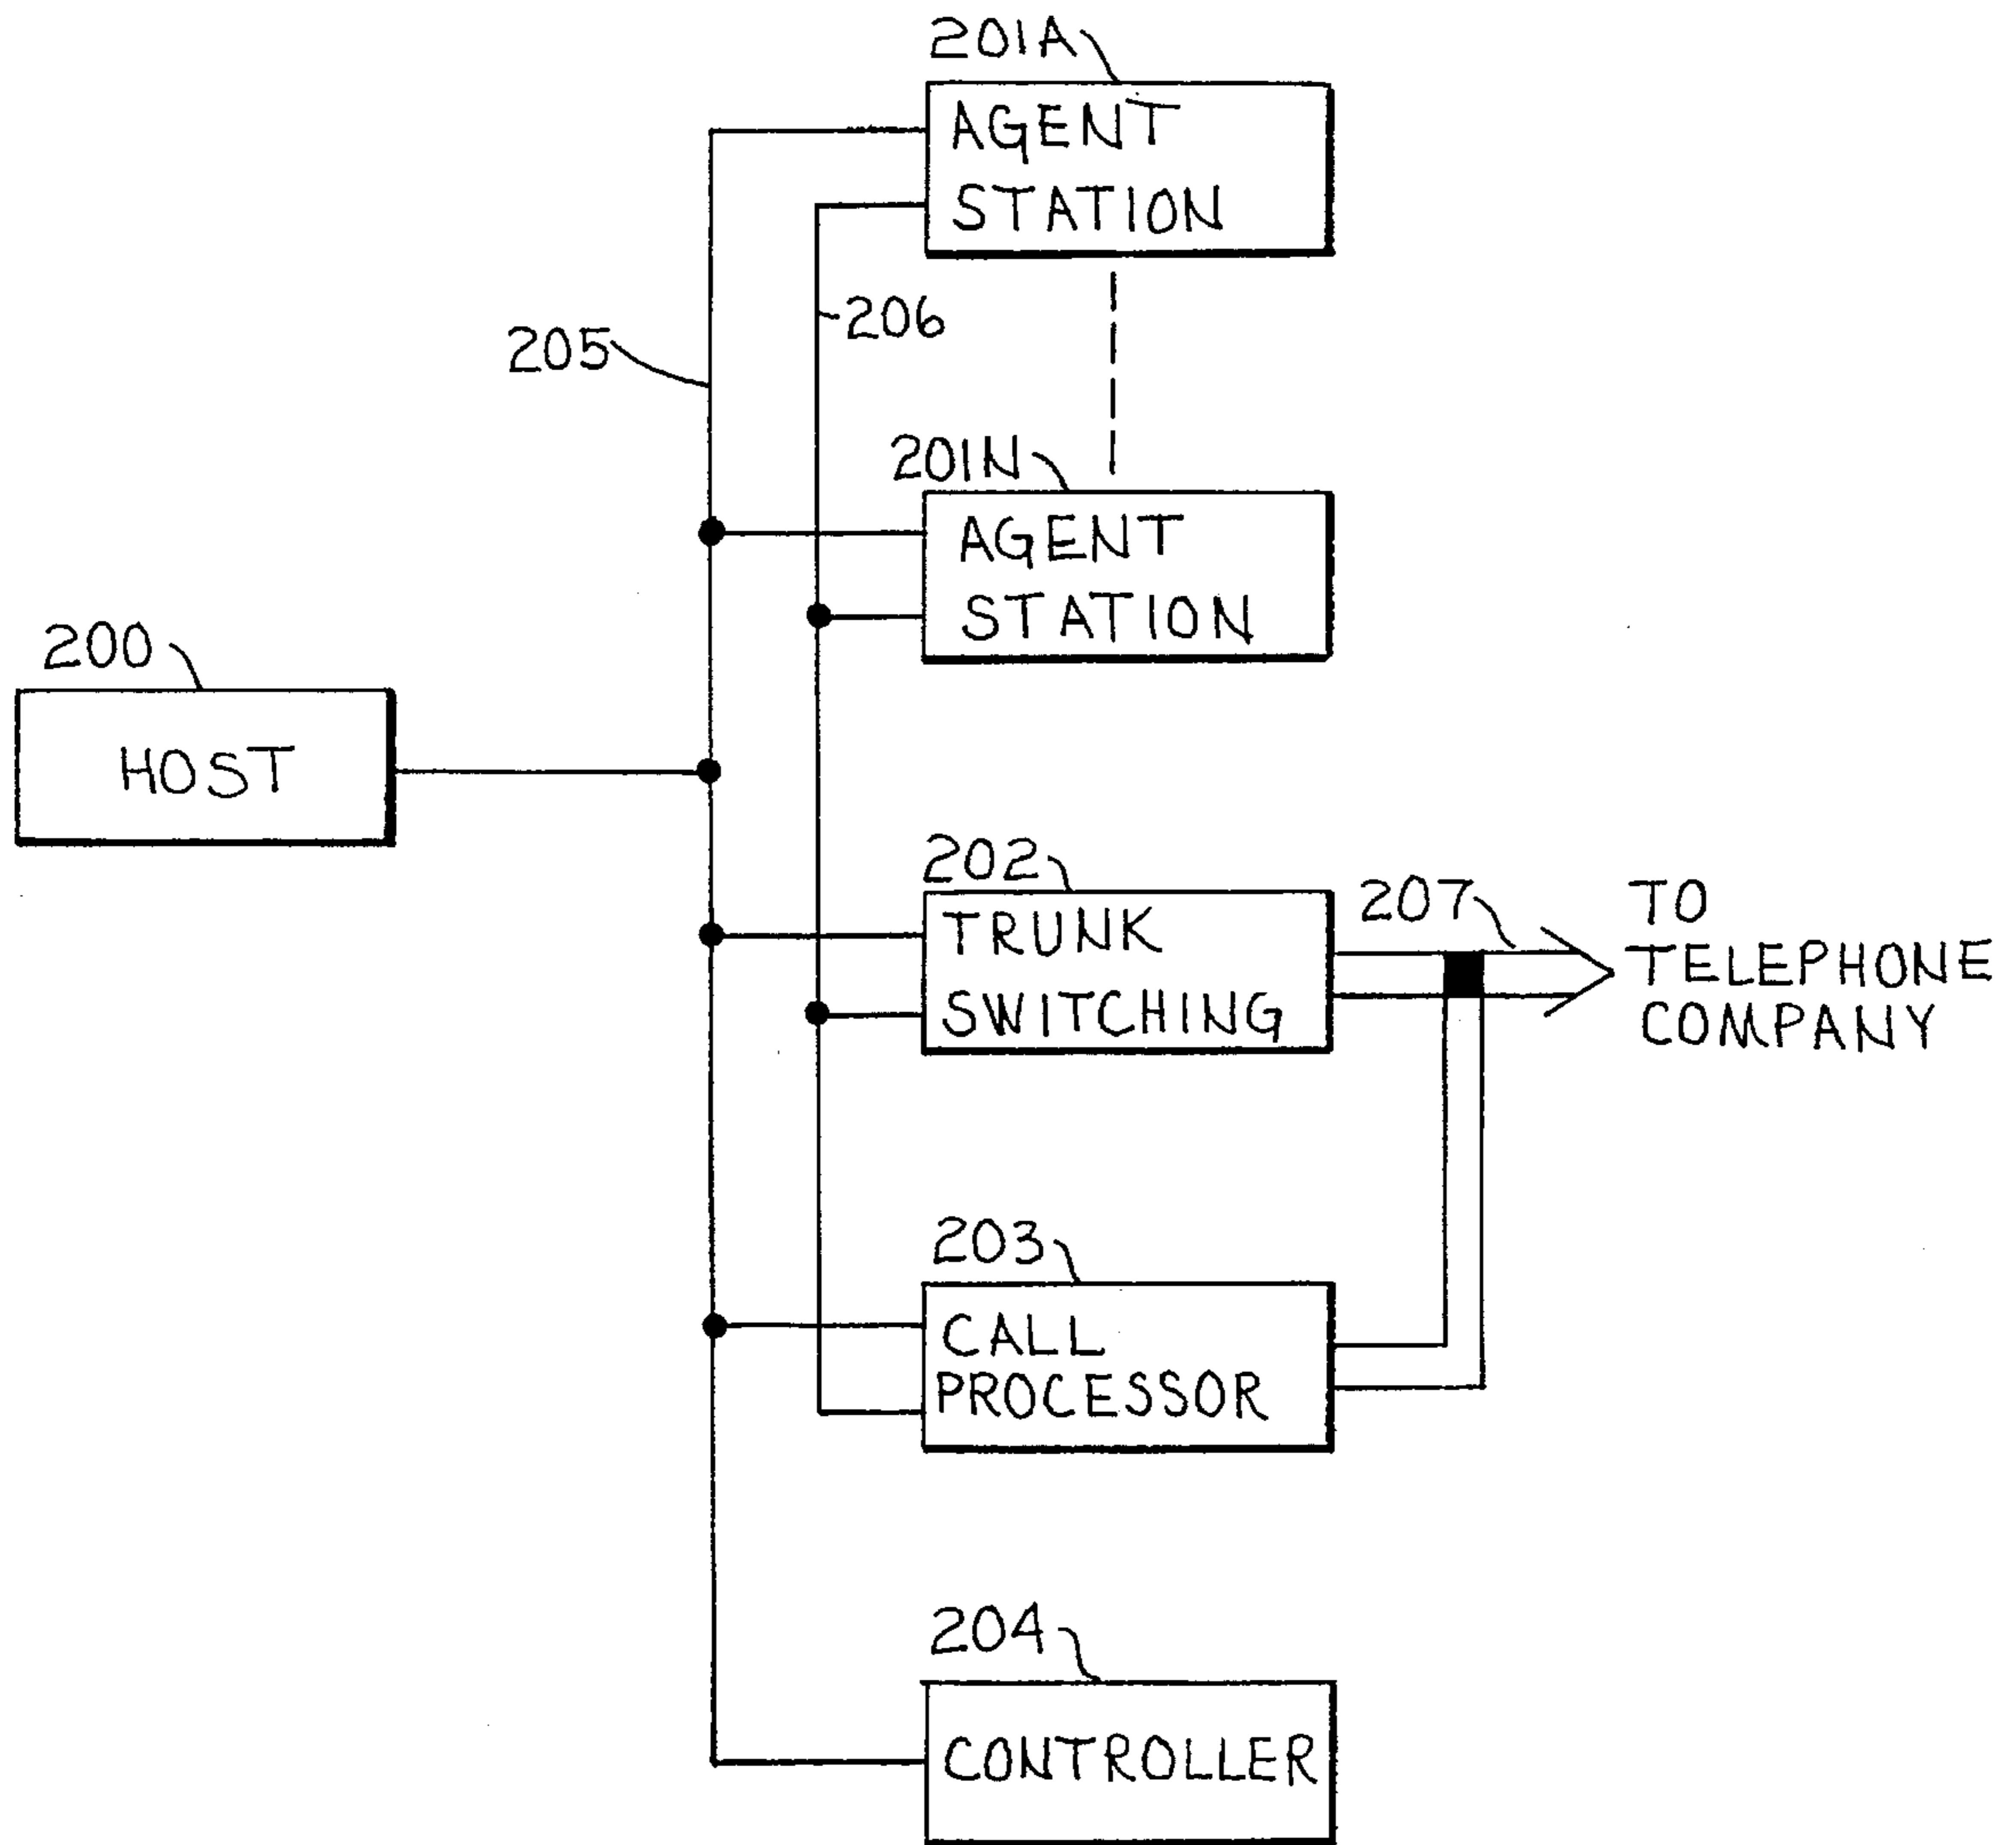 201A
AGENT
STATION
206
205
201N
AGENT
STATION
200
HOST
202
TRUNK
SWITCHING
207
TO
TELEPHONE
COMPANY
203
CALL
PROCESSOR
204
CONTROLLER